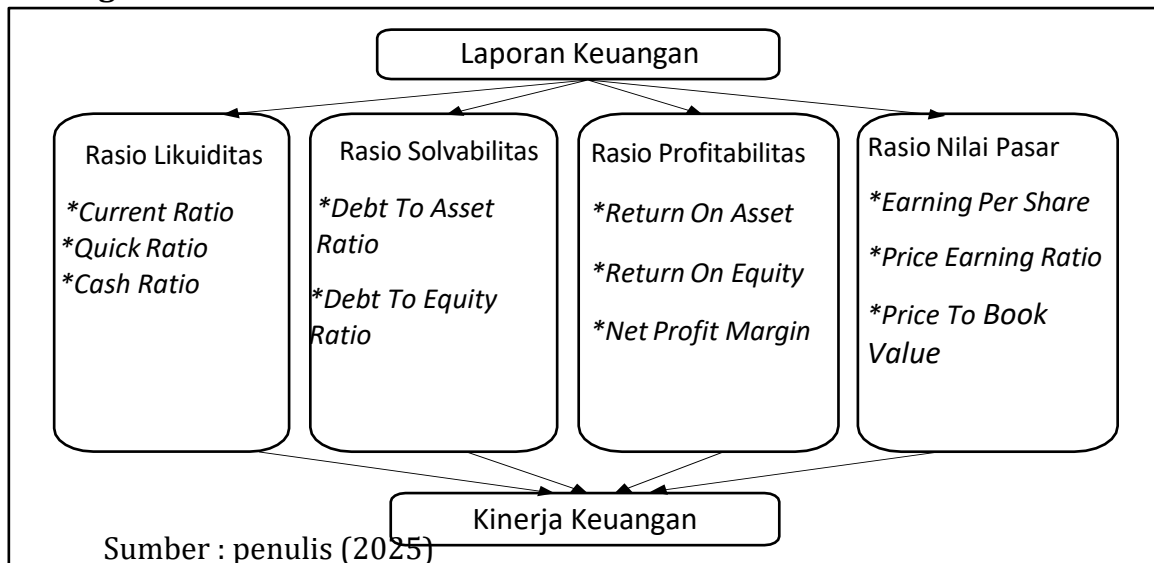 Laporan Keuangan
Rasio Likuiditas
*Current Ratio
*Quick Ratio
*Cash Ratio
Rasio Solvabilitas
*Debt To Asset
Ratio
*Debt To Equity
Ratio
Rasio Profitabilitas
*Return On Asset
*Return On Equity
*Net Profit Margin
Rasio Nilai Pasar
*Earning Per Share
*Price Earning Ratio
*Price To Book
Value
Kinerja Keuangan
Sumber : penulis (2025)